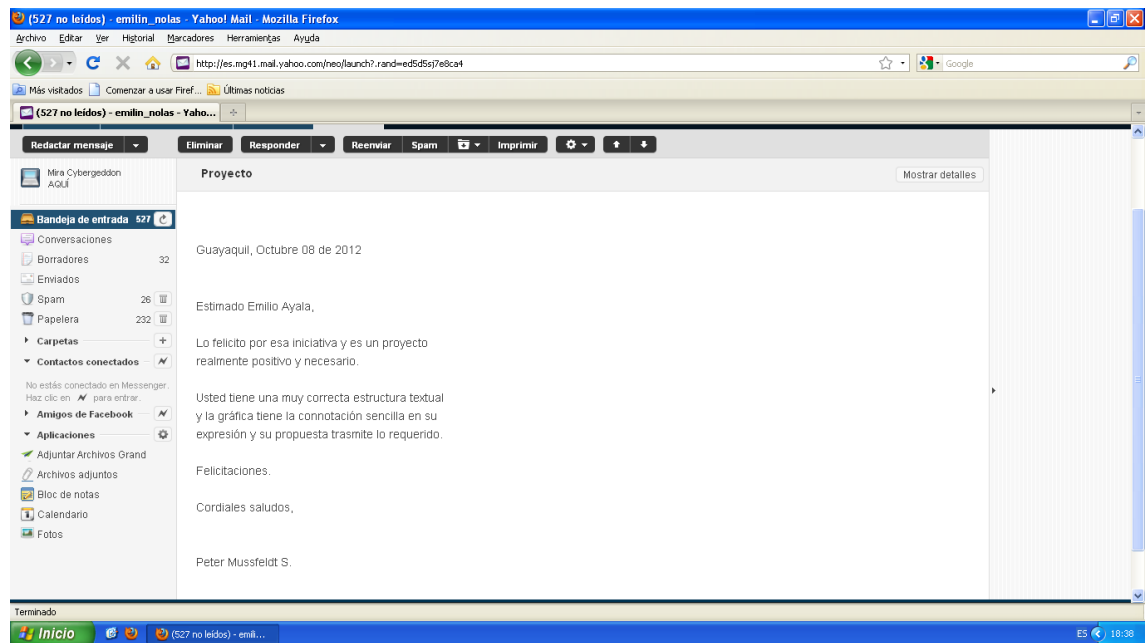 (527 no leídos) - emilin_nolas - Yahoo! Mail - Mozilla Firefox
Archivo Editar Ver Historial Marcadores Herramientas Ayuda
http://es.mg41.mail.yahoo.com/neo/launch?.rand=ed5d5sj7e8ca4
Google
Más visitados Comenzar a usar Firef... Últimas noticias
(527 no leídos) - emilin_nolas - Yaho...
Redactar mensaje Eliminar Responder Reenviar Spam Imprimir
Mira Cybergeddon
AQUÍ
Proyecto Mostrar detalles
Bandeja de entrada 527
Conversaciones
Borradores 32
Enviados
Spam 26
Papelera 232
Carpetas
Contactos conectados
No estás conectado en Messenger.
Haz clic en para entrar.
Amigos de Facebook
Aplicaciones
Adjuntar Archivos Grand
Archivos adjuntos
Bloc de notas
Calendario
Fotos
Guayaquil, Octubre 08 de 2012
Estimado Emilio Ayala,
Lo felicito por esa iniciativa y es un proyecto
realmente positivo y necesario.
Usted tiene una muy correcta estructura textual
y la gráfica tiene la connotación sencilla en su
expresión y su propuesta trasmite lo requerido.
Felicitaciones.
Cordiales saludos,
Peter Mussfeldt S.
Terminado
Inicio
(527 no leídos) - emili...
ES 18:38